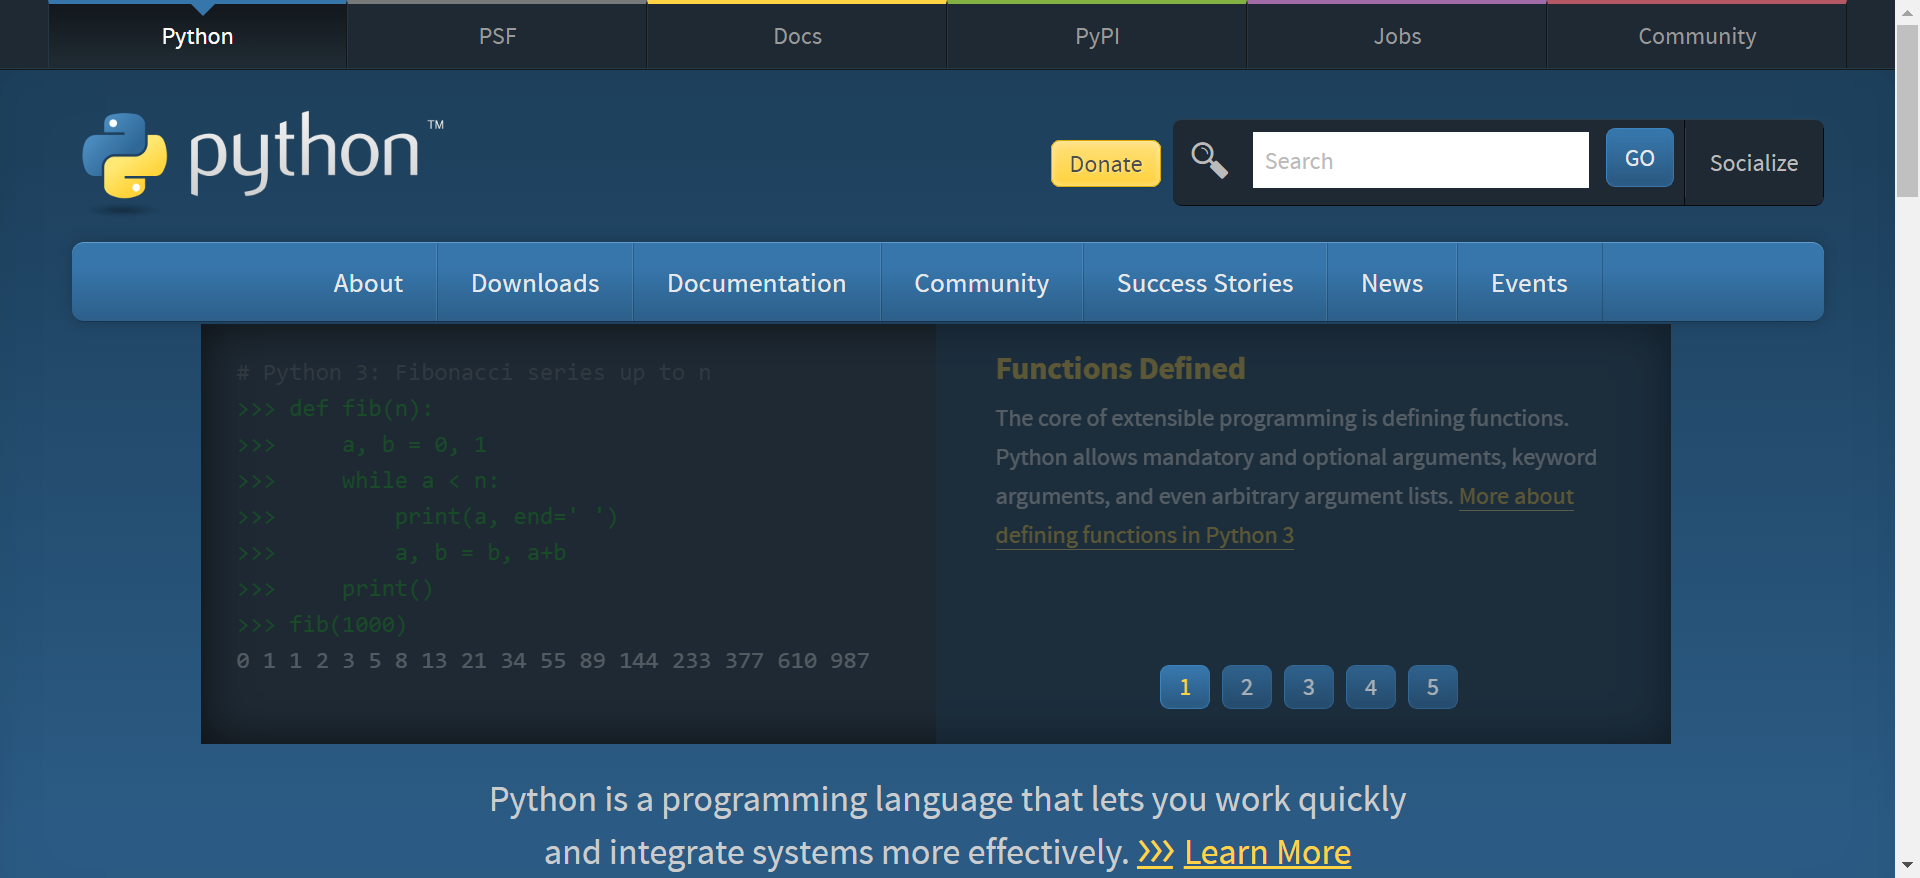 Python
PSF
Docs
PyPI
Jobs
Community
python™
Donate
Search
GO
Socialize
About
Downloads
Documentation
Community
Success Stories
News
Events
# Python 3: Fibonacci series up to n
>>> def fib(n):
>>>     a, b = 0, 1
>>>     while a < n:
>>>         print(a, end=' ')
>>>         a, b = b, a+b
>>>     print()
>>> fib(1000)
0 1 1 2 3 5 8 13 21 34 55 89 144 233 377 610 987
Functions Defined
The core of extensible programming is defining functions.
Python allows mandatory and optional arguments, keyword
arguments, and even arbitrary argument lists. More about
defining functions in Python 3
1
2
3
4
5
Python is a programming language that lets you work quickly
and integrate systems more effectively. >>> Learn More